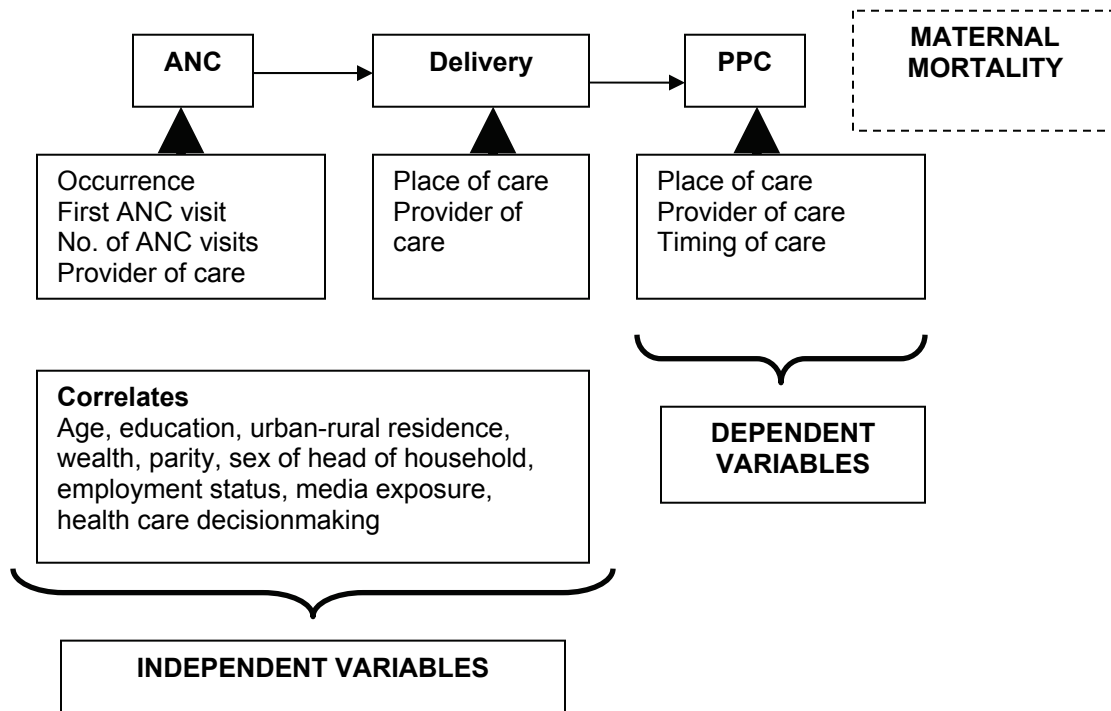 ANC
Delivery
PPC
MATERNAL
MORTALITY
Occurrence
First ANC visit
No. of ANC visits
Provider of care
Place of care
Provider of
care
Place of care
Provider of care
Timing of care
Correlates
Age, education, urban-rural residence,
wealth, parity, sex of head of household,
employment status, media exposure,
health care decisionmaking
DEPENDENT
VARIABLES
INDEPENDENT VARIABLES